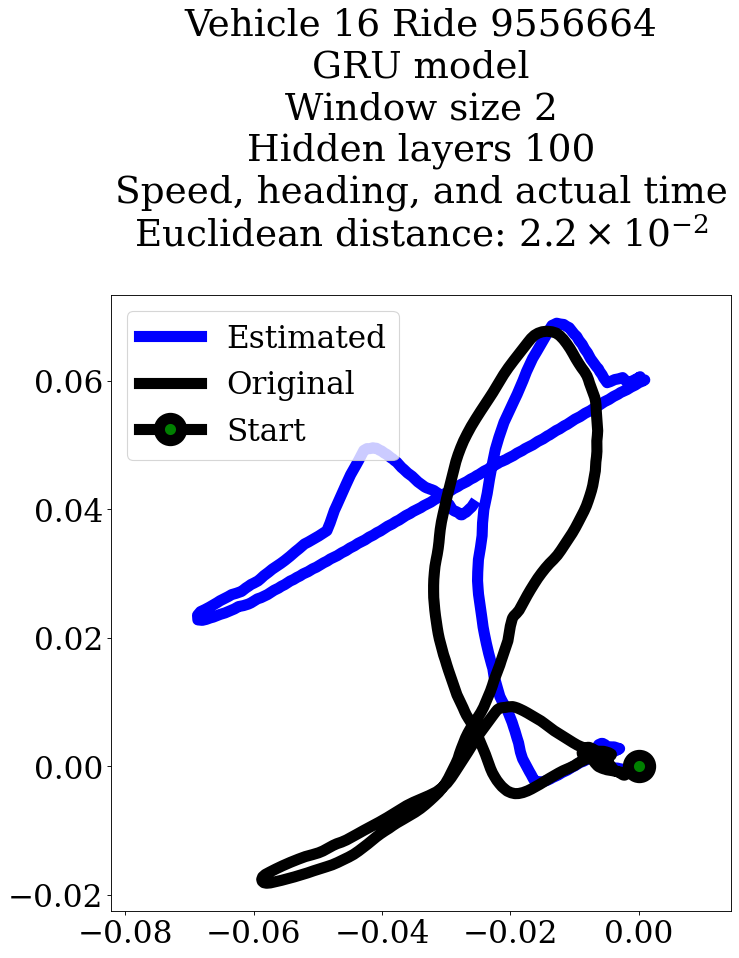 Vehicle 16 Ride 9556664
GRU model
Window size 2
Hidden layers 100
Speed, heading, and actual time
Euclidean distance: 2.2 × 10⁻²
Estimated
Original
Start
0.06
0.04
0.02
0.00
−0.02
−0.08 −0.06 −0.04 −0.02 0.00